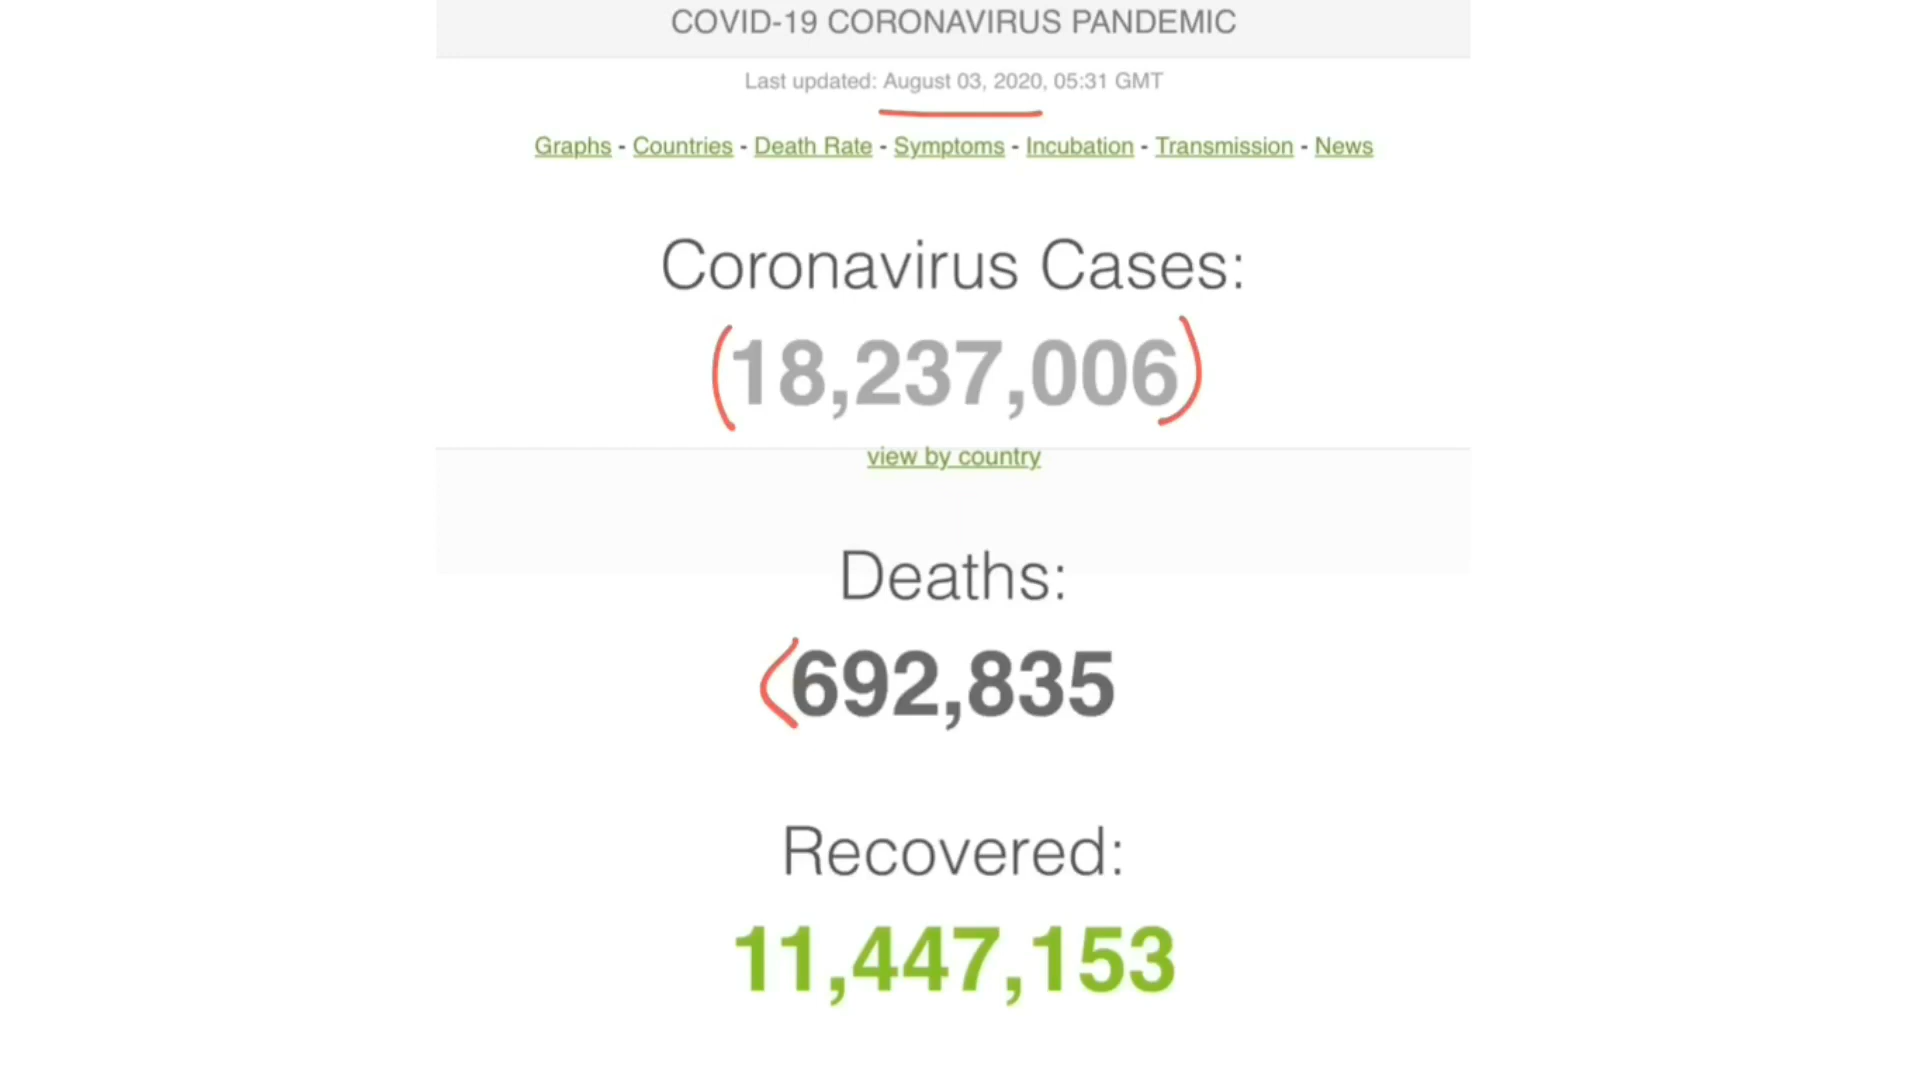 COVID-19 CORONAVIRUS PANDEMIC
Last updated: August 03, 2020, 05:31 GMT
Graphs - Countries - Death Rate - Symptoms - Incubation - Transmission - News
Coronavirus Cases:
18,237,006
view by country
Deaths:
692,835
Recovered:
11,447,153